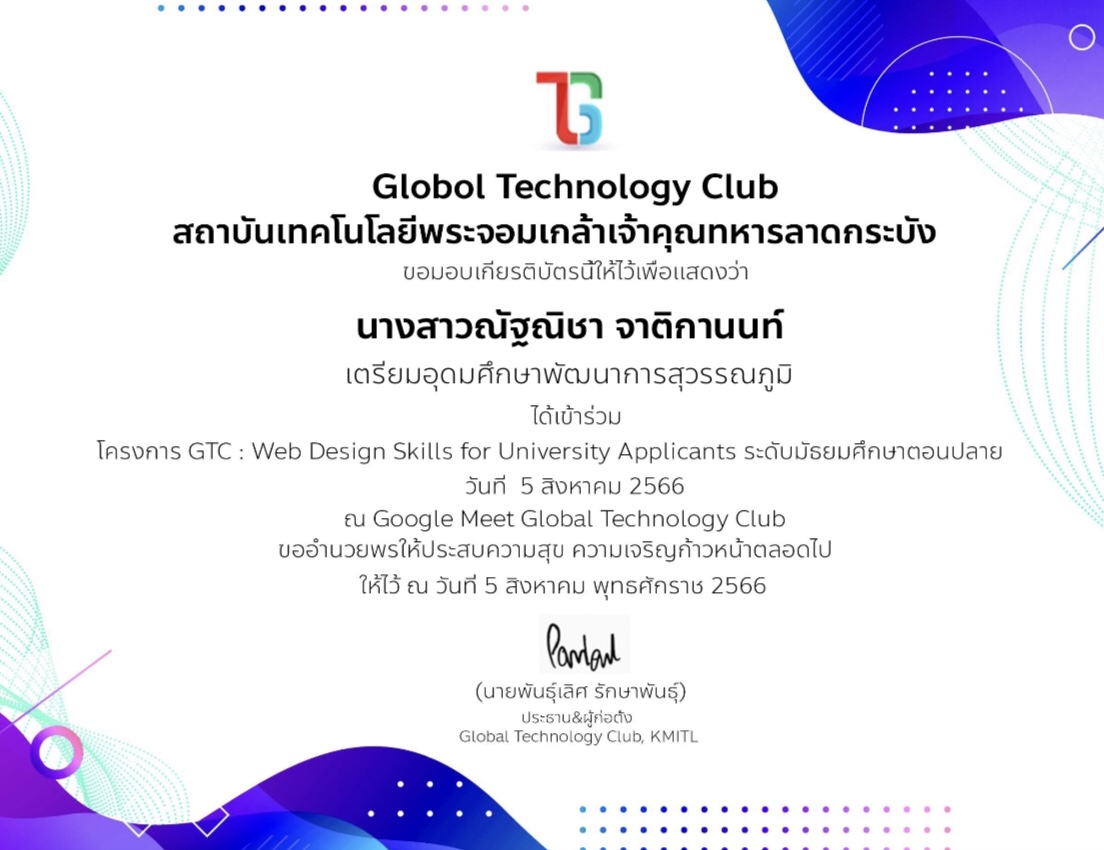 TG
Globol Technology Club
สถาบันเทคโนโลยีพระจอมเกล้าเจ้าคุณทหารลาดกระบัง
ขอมอบเกียรติบัตรนี้ให้ไว้เพื่อแสดงว่า
นางสาวณัฐณิชา จาติกานนท์
เตรียมอุดมศึกษาพัฒนาการสุวรรณภูมิ
ได้เข้าร่วม
โครงการ GTC : Web Design Skills for University Applicants ระดับมัธยมศึกษาตอนปลาย
วันที่ 5 สิงหาคม 2566
ณ Google Meet Global Technology Club
ขออำนวยพรให้ประสบความสุข ความเจริญก้าวหน้าตลอดไป
ให้ไว้ ณ วันที่ 5 สิงหาคม พุทธศักราช 2566
(นายพันธุ์เลิศ รักษาพันธุ์)
ประธาน&ผู้ก่อตั้ง
Global Technology Club, KMITL